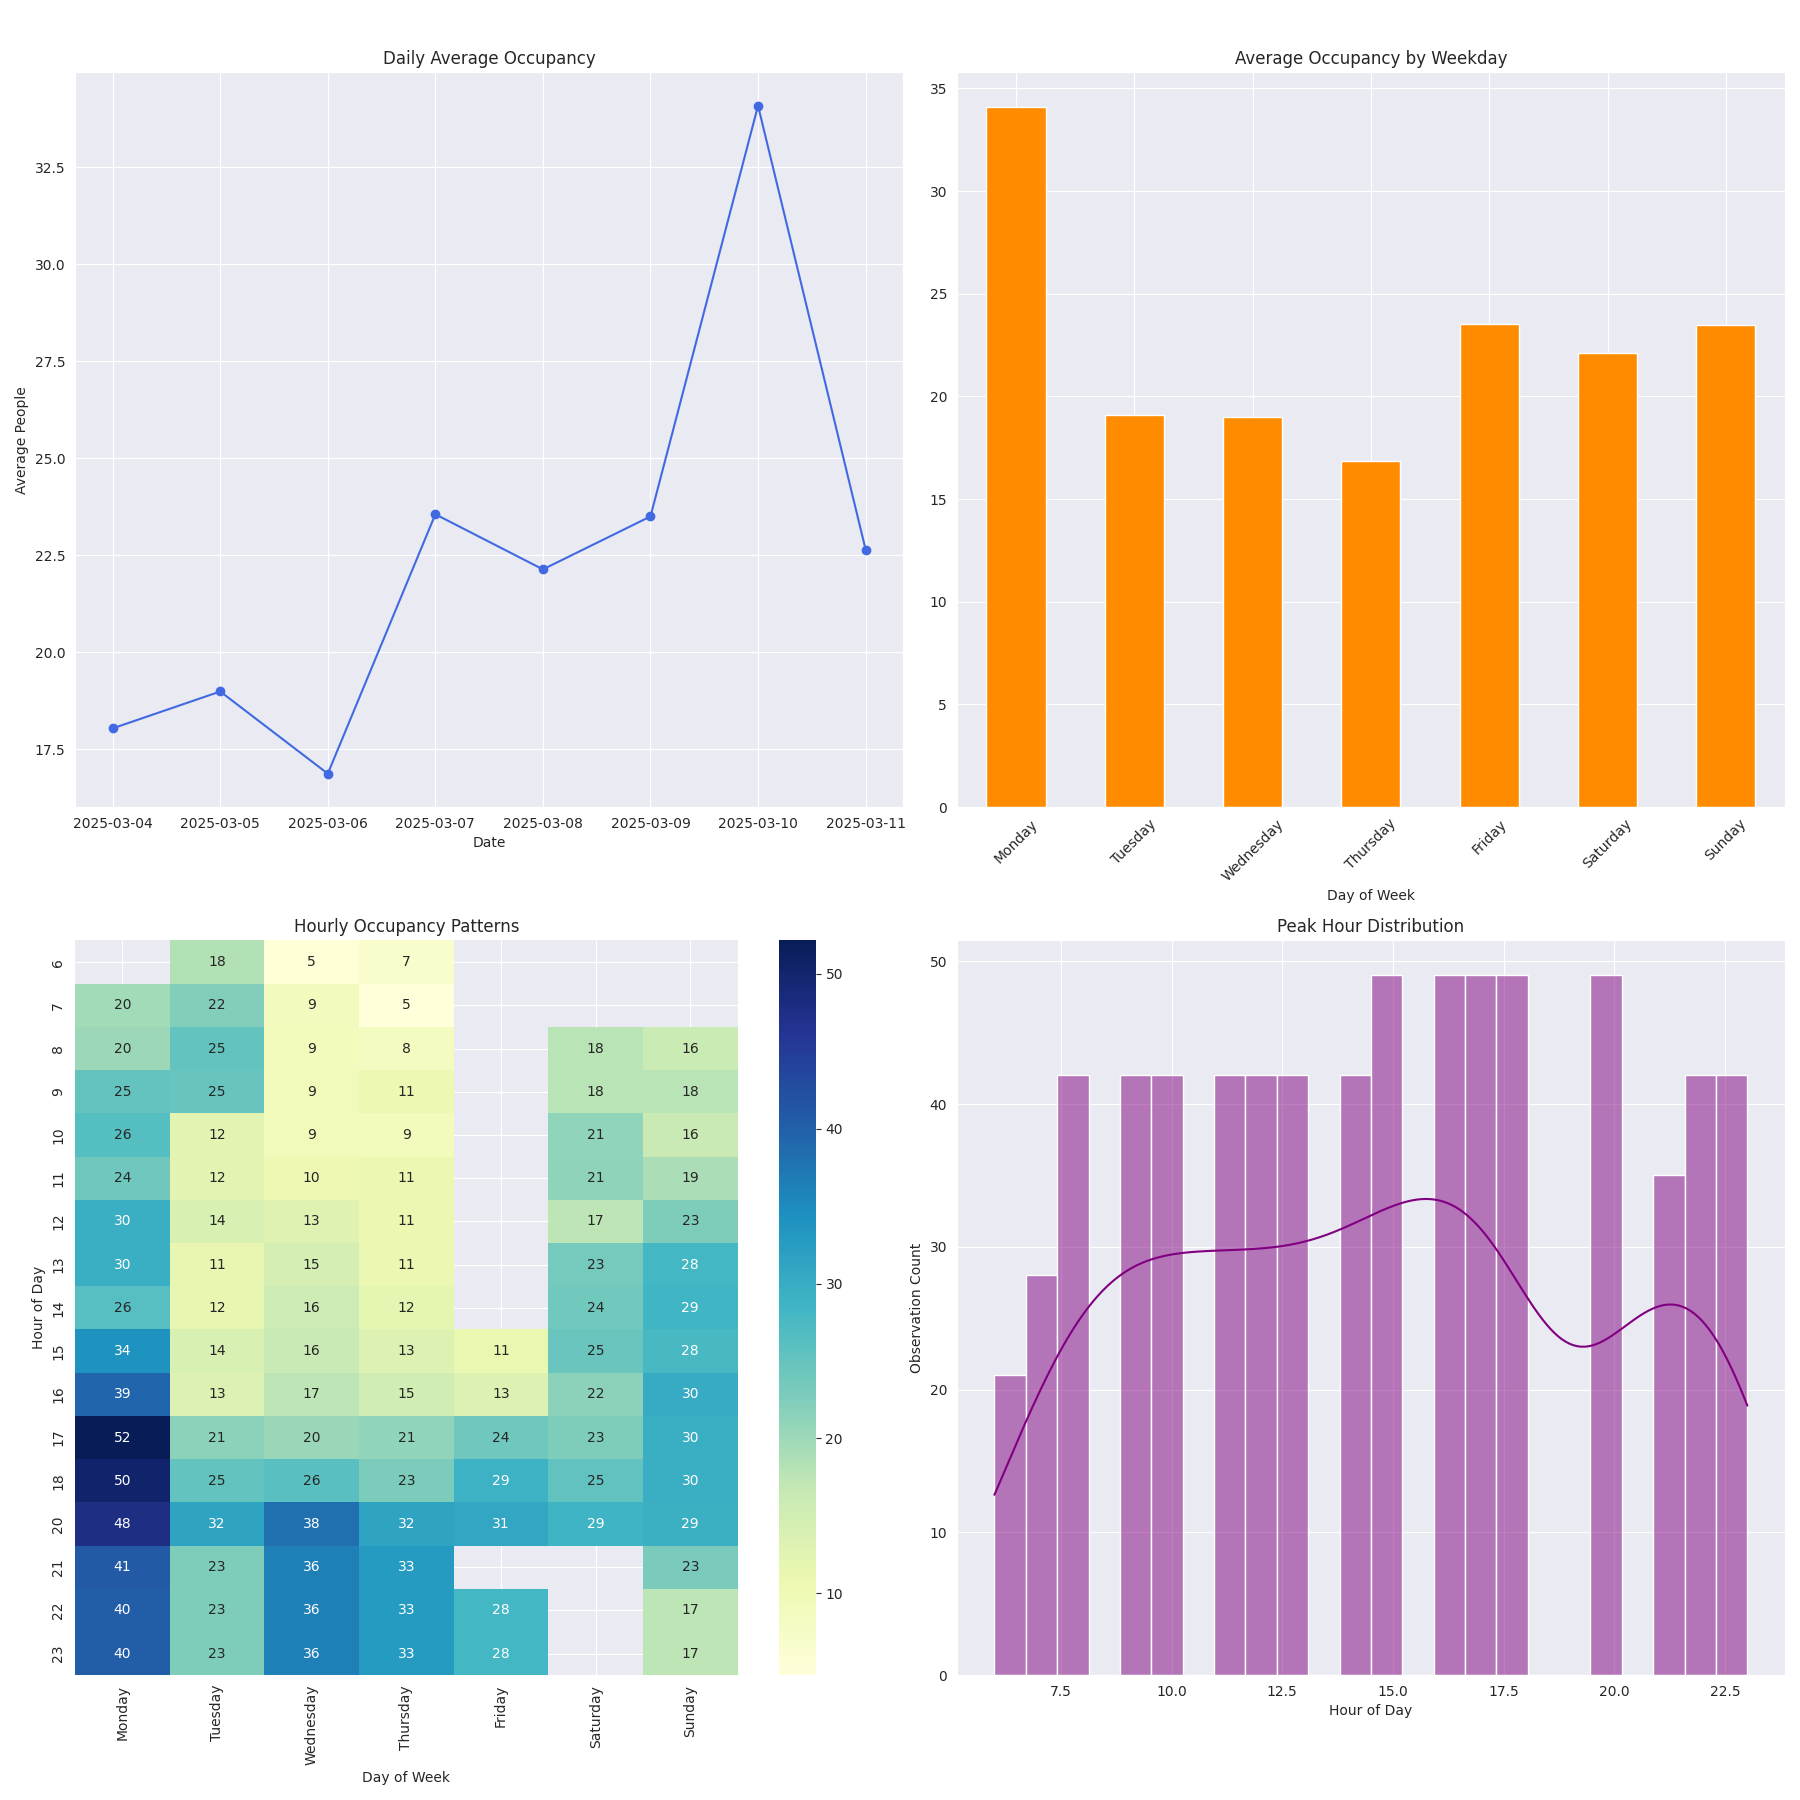 Daily Average Occupancy
Average People
32.5
30.0
27.5
25.0
22.5
20.0
17.5
2025-03-04 2025-03-05 2025-03-06 2025-03-07 2025-03-08 2025-03-09 2025-03-10 2025-03-11
Date
Average Occupancy by Weekday
35
30
25
20
15
10
5
0
Monday Tuesday Wednesday Thursday Friday Saturday Sunday
Day of Week
Hourly Occupancy Patterns
Hour of Day
6 18 5 7
7 20 22 9 5
8 20 25 9 8 18 16
9 25 25 9 11 18 18
10 26 12 9 9 21 16
11 24 12 10 11 21 19
12 30 14 13 11 17 23
13 30 11 15 11 23 28
14 26 12 16 12 24 29
15 34 14 16 13 11 25 28
16 39 13 17 15 13 22 30
17 52 21 20 21 24 23 30
18 50 25 26 23 29 25 30
20 48 32 38 32 31 29 29
21 41 23 36 33 23
22 40 23 36 33 28 17
23 40 23 36 33 28 17
Monday Tuesday Wednesday Thursday Friday Saturday Sunday
Day of Week
50
40
30
20
10
Peak Hour Distribution
Observation Count
50
40
30
20
10
0
7.5 10.0 12.5 15.0 17.5 20.0 22.5
Hour of Day